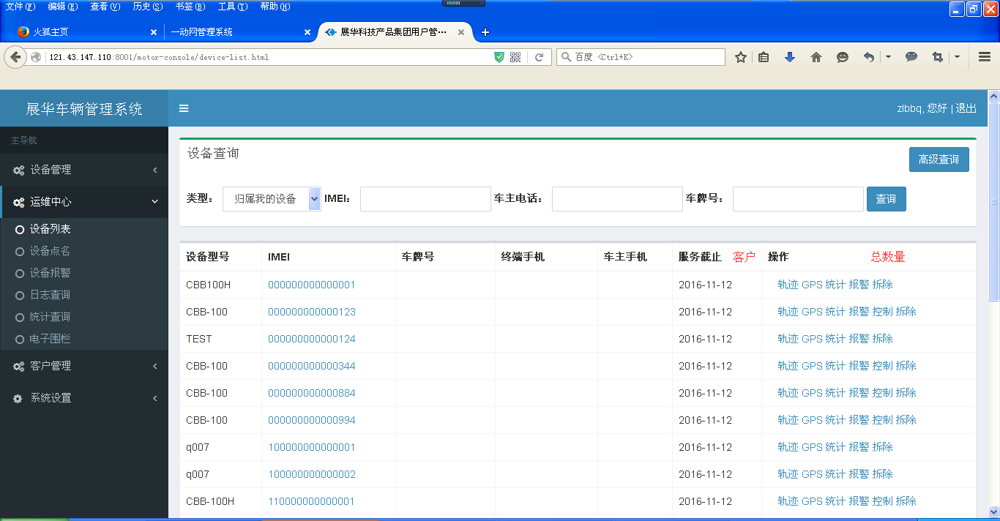 文件(F) 编辑(E) 查看(V) 历史(S) 书签(B) 工具(T) 帮助(H)
火狐主页 一动网管理系统 展华科技产品集团用户管...
121.43.147.110:8001/motor-console/device-list.html 百度 <Ctrl+K>
展华车辆管理系统 zlbbq, 您好 | 退出
主导航
设备管理
运维中心
设备列表
设备点名
设备报警
日志查询
统计查询
电子围栏
客户管理
系统设置
设备查询 高级查询
类型： 归属我的设备 IMEI： 车主电话： 车牌号： 查询
设备型号 IMEI 车牌号 终端手机 车主手机 服务截止 客户 操作 总数量
CBB100H 000000000000001 2016-11-12 轨迹 GPS 统计 报警 拆除
CBB-100 000000000000123 2016-11-12 轨迹 GPS 统计 报警 控制 拆除
TEST 000000000000124 2016-11-12 轨迹 GPS 统计 报警 拆除
CBB-100 000000000000344 2016-11-12 轨迹 GPS 统计 报警 控制 拆除
CBB-100 000000000000884 2016-11-12 轨迹 GPS 统计 报警 控制 拆除
CBB-100 000000000000994 2016-11-12 轨迹 GPS 统计 报警 控制 拆除
q007 100000000000001 2016-11-12 轨迹 GPS 统计 报警 拆除
q007 100000000000002 2016-11-12 轨迹 GPS 统计 报警 拆除
CBB-100H 110000000000001 2016-11-12 轨迹 GPS 统计 报警 控制 拆除